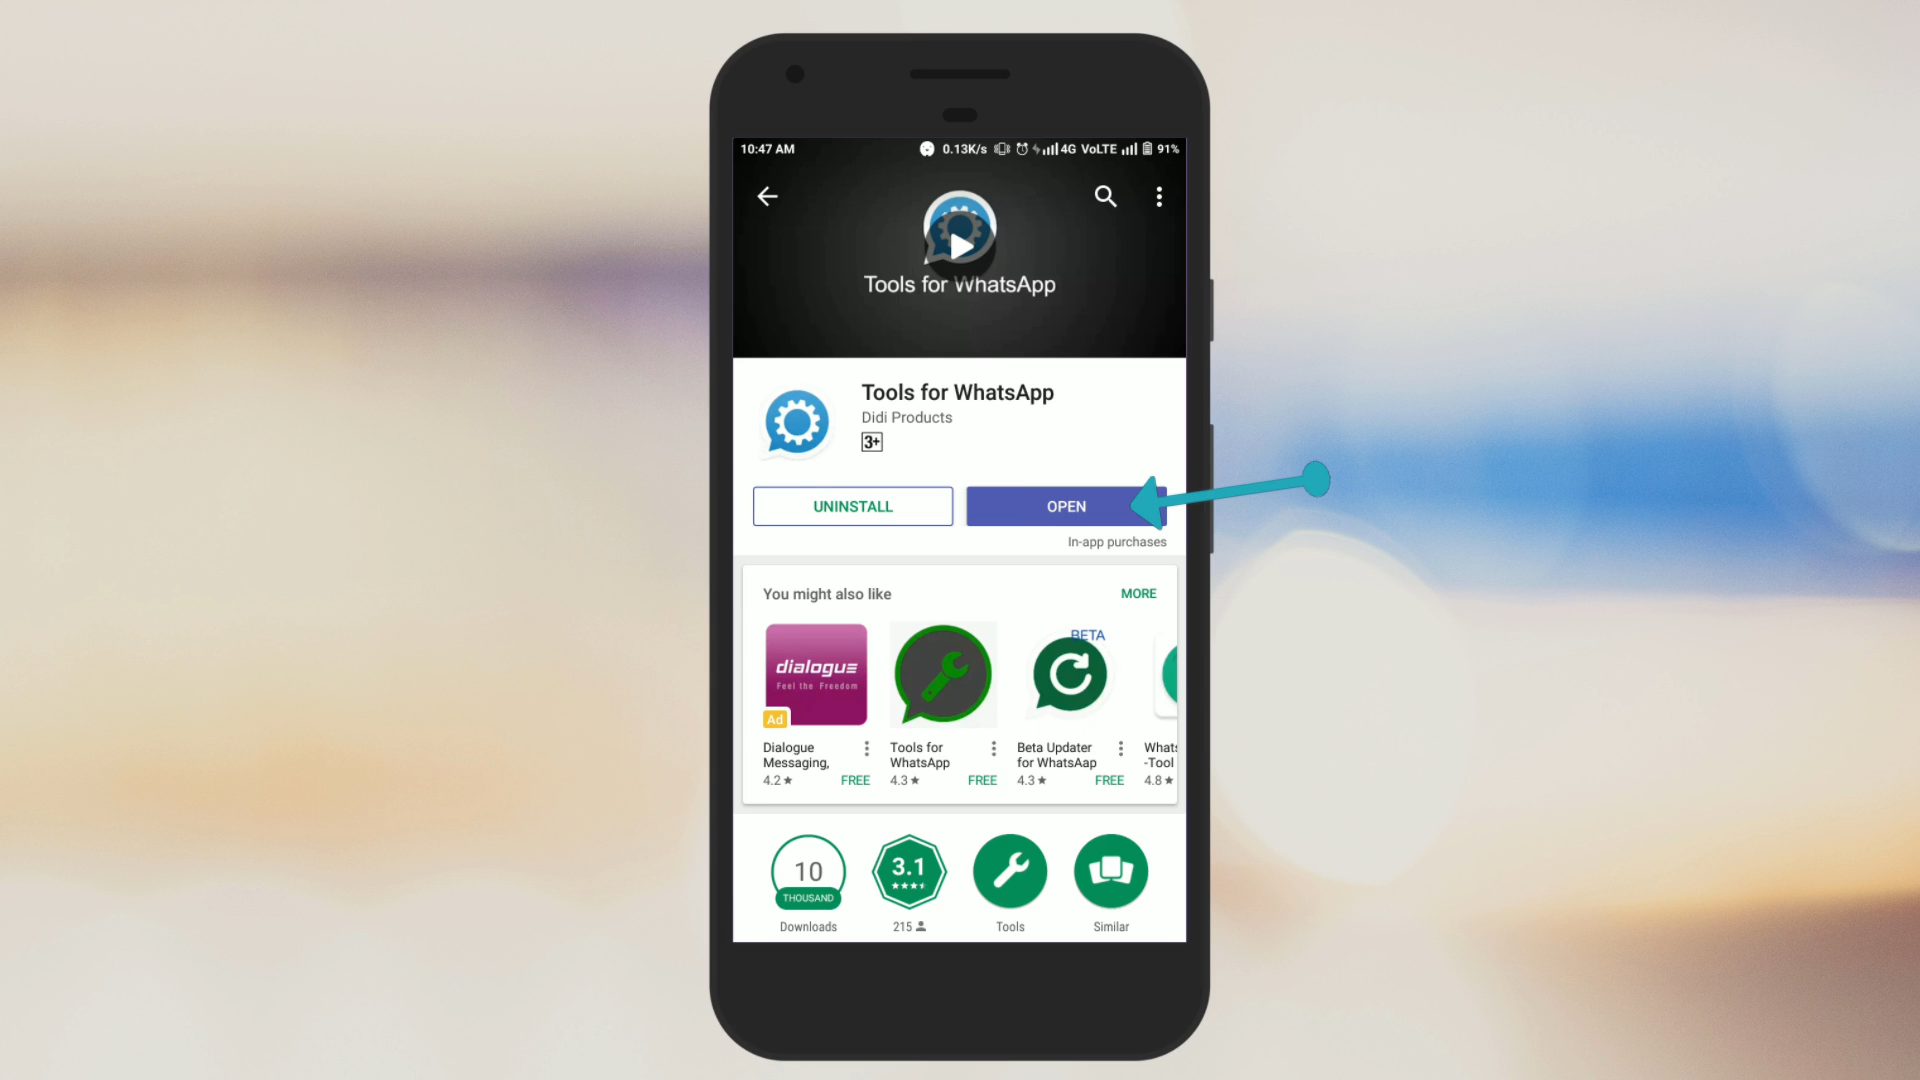 10:47 AM 0.13K/s 4G VoLTE 91%
Tools for WhatsApp
Tools for WhatsApp
Didi Products
3+
UNINSTALL OPEN
In-app purchases
You might also like MORE
dialogue
Feel the Freedom
Ad
BETA
Dialogue
Messaging,
4.2 ★ FREE
Tools for
WhatsApp
4.3 ★ FREE
Beta Updater
for WhatsAap
4.3 ★ FREE
Whats
-Tool
4.8 ★
10
THOUSAND
Downloads
3.1
215
Tools
Similar